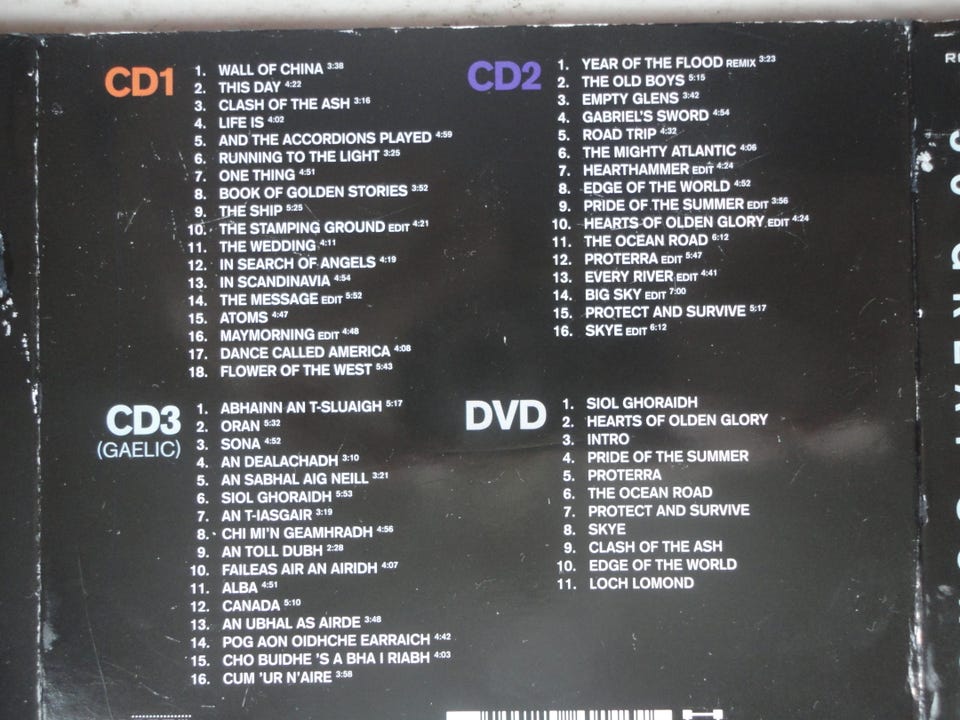 CD1
1. WALL OF CHINA 3:38
2. THIS DAY 4:22
3. CLASH OF THE ASH 3:16
4. LIFE IS 4:02
5. AND THE ACCORDIONS PLAYED 4:59
6. RUNNING TO THE LIGHT 3:25
7. ONE THING 4:51
8. BOOK OF GOLDEN STORIES 3:52
9. THE SHIP 5:25
10. THE STAMPING GROUND EDIT 4:21
11. THE WEDDING 4:11
12. IN SEARCH OF ANGELS 4:19
13. IN SCANDINAVIA 4:54
14. THE MESSAGE EDIT 5:52
15. ATOMS 4:47
16. MAYMORNING EDIT 4:48
17. DANCE CALLED AMERICA 4:08
18. FLOWER OF THE WEST 5:43
CD2
1. YEAR OF THE FLOOD REMIX 3:23
2. THE OLD BOYS 5:15
3. EMPTY GLENS 3:42
4. GABRIEL'S SWORD 4:54
5. ROAD TRIP 4:32
6. THE MIGHTY ATLANTIC 4:06
7. HEARTHAMMER EDIT 4:24
8. EDGE OF THE WORLD 4:52
9. PRIDE OF THE SUMMER EDIT 3:56
10. HEARTS OF OLDEN GLORY EDIT 4:24
11. THE OCEAN ROAD 6:12
12. PROTERRA EDIT 5:47
13. EVERY RIVER EDIT 4:41
14. BIG SKY EDIT 7:00
15. PROTECT AND SURVIVE 5:17
16. SKYE EDIT 6:12
CD3
(GAELIC)
1. ABHAINN AN T-SLUAIGH 5:17
2. ORAN 5:32
3. SONA 4:52
4. AN DEALACHADH 3:10
5. AN SABHAL AIG NEILL 3:21
6. SIOL GHORAIDH 5:53
7. AN T-IASGAIR 3:19
8. CHI MI'N GEAMHRADH 4:56
9. AN TOLL DUBH 2:28
10. FAILEAS AIR AN AIRIDH 4:07
11. ALBA 4:51
12. CANADA 5:10
13. AN UBHAL AS AIRDE 3:48
14. POG AON OIDHCHE EARRAICH 4:42
15. CHO BUIDHE 'S A BHA I RIABH 4:03
16. CUM 'UR N'AIRE 3:58
DVD
1. SIOL GHORAIDH
2. HEARTS OF OLDEN GLORY
3. INTRO
4. PRIDE OF THE SUMMER
5. PROTERRA
6. THE OCEAN ROAD
7. PROTECT AND SURVIVE
8. SKYE
9. CLASH OF THE ASH
10. EDGE OF THE WORLD
11. LOCH LOMOND